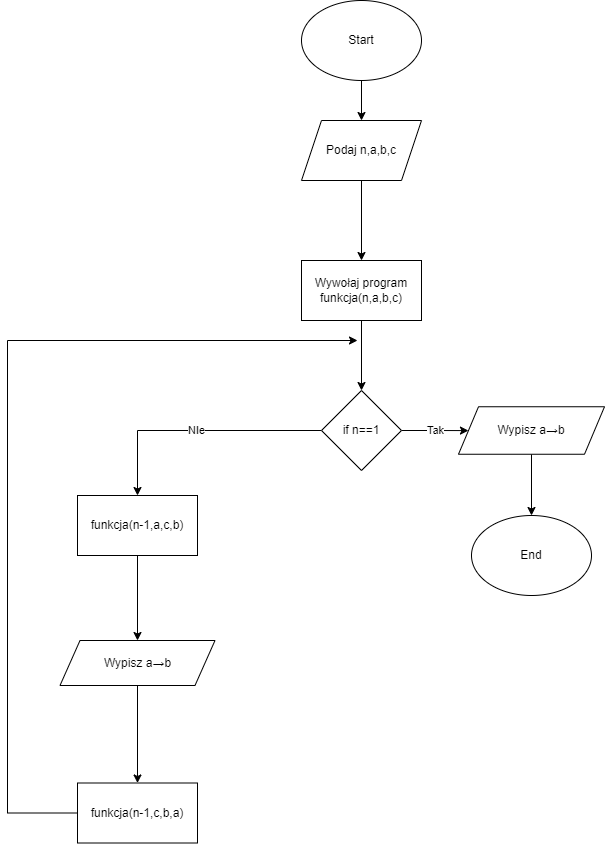 Start
Podaj n,a,b,c
Wywołaj program
funkcja(n,a,b,c)
if n==1
NIe
Tak
Wypisz a→b
funkcja(n-1,a,c,b)
End
Wypisz a→b
funkcja(n-1,c,b,a)